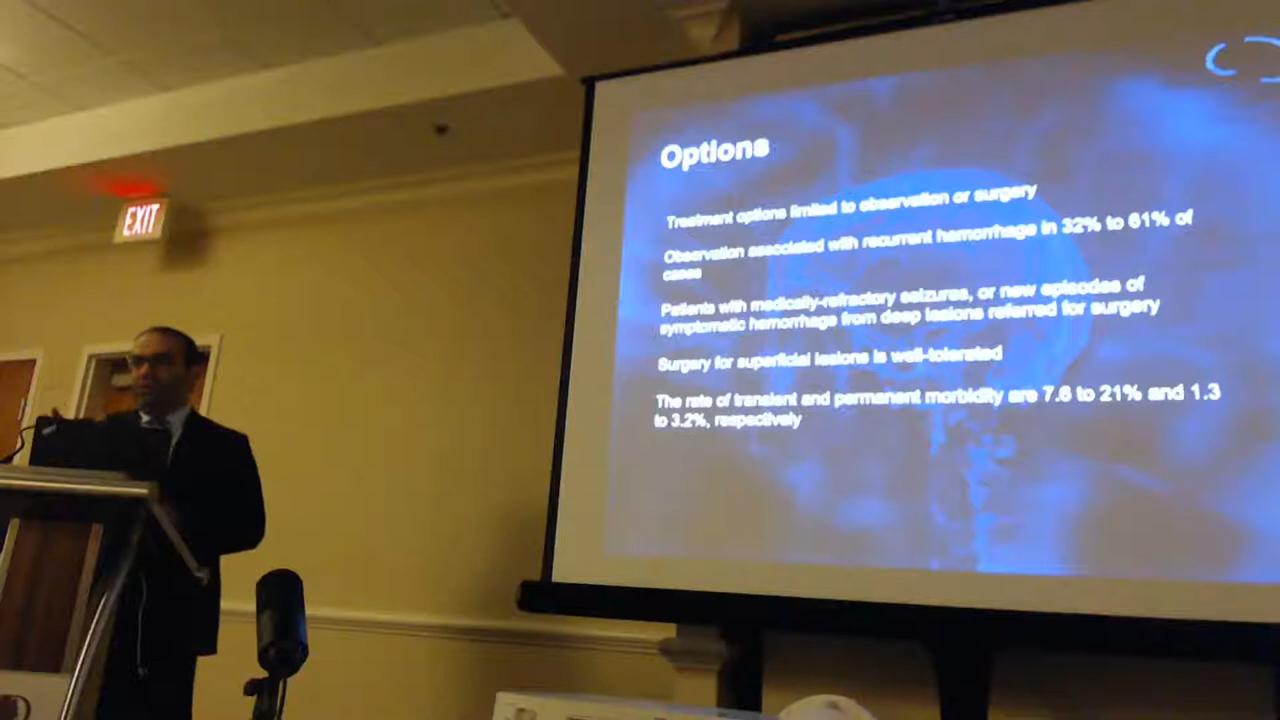 EXIT
Options
Treatment options limited to observation or surgery
Observation associated with recurrent hemorrhage in 32% to 61% of
cases
Patients with medically-refractory seizures, or new episodes of
symptomatic hemorrhage from deep lesions referred for surgery
Surgery for superficial lesions is well-tolerated
The rate of transient and permanent morbidity are 7.6 to 21% and 1.3
to 3.2%, respectively